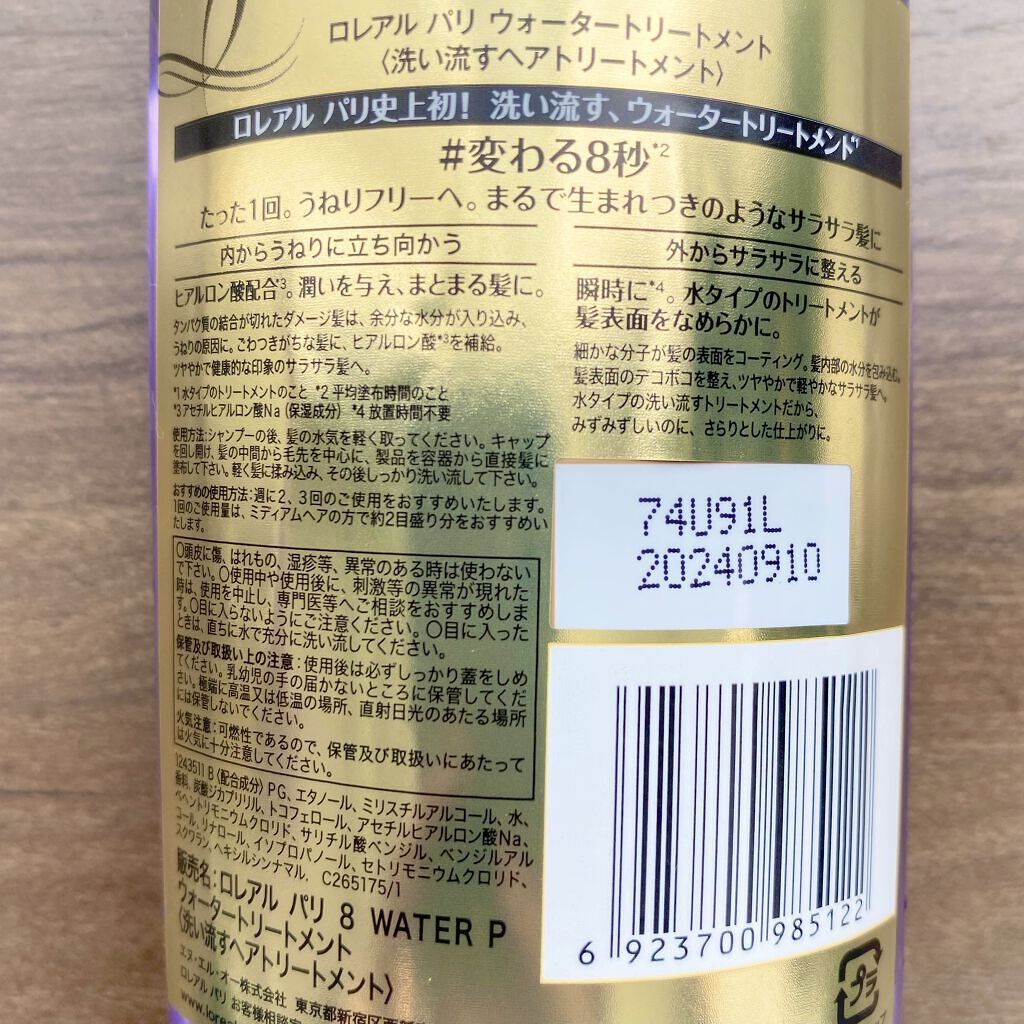 ロレアル パリ ウォータートリートメント
〈洗い流すヘアトリートメント〉
ロレアル パリ史上初! 洗い流す、ウォータートリートメント*1
#変わる8秒*2
たった1回。うねりフリーへ。まるで生まれつきのようなサラサラ髪に
内からうねりに立ち向かう
ヒアルロン酸配合*3。潤いを与え、まとまる髪に。
タンパク質の結合が切れたダメージ髪は、余分な水分が入り込み、
うねりの原因に。ごわつきがちな髪に、ヒアルロン酸*3を補給。
ツヤやかで健康的な印象のサラサラ髪へ。
外からサラサラに整える
瞬時に*4。水タイプのトリートメントが
髪表面をなめらかに。
細かな分子が髪の表面をコーティング。髪内部の水分を包み込む。
髪表面のデコボコを整え、ツヤやかで軽やかなサラサラ髪へ。
水タイプの洗い流すトリートメントだから、
みずみずしいのに、さらりとした仕上がりに。
*1 水タイプのトリートメントのこと *2 平均塗布時間のこと
*3 アセチルヒアルロン酸Na（保湿成分） *4 放置時間不要
使用方法:シャンプーの後、髪の水気を軽く取ってください。キャップ
を回し開け、髪の中間から毛先を中心に、製品を容器から直接髪に
塗布して下さい。軽く髪に揉み込み、その後しっかり洗い流して下さい。
おすすめの使用方法:週に2、3回のご使用をおすすめいたします。
1回のご使用量は、ミディアムヘアの方で約2目盛り分をおすすめい
たします。
〇頭皮に傷、はれもの、湿疹等、異常のある時は使わない
で下さい。〇使用中や使用後に、刺激等の異常が現れた
時は、使用を中止し、専門医等へご相談をおすすめしま
す。〇目に入らないようにご注意ください。〇目に入った
ときは、直ちに水で充分に洗い流してください。
保管及び取扱い上の注意:使用後は必ずしっかり蓋をしめ
てください。乳幼児の手の届かないところに保管してくだ
さい。極端に高温又は低温の場所、直射日光のあたる場所
には保管しないでください。
火気注意:可燃性であるので、保管及び取扱いにあたって
は火気に十分注意してください。
1243511 B〈配合成分〉PG、エタノール、ミリスチルアルコール、水、
香料、炭酸ジカプリリル、トコフェロール、アセチルヒアルロン酸Na、
ベヘントリモニウムクロリド、サリチル酸ベンジル、ベンジルアル
コール、リナロール、イソプロパノール、セトリモニウムクロリド、
スクワラン、ヘキシルシンナマル. C265175/1
販売名:ロレアル パリ 8 WATER P
ウォータートリートメント
〈洗い流すヘアトリートメント〉
エヌ・エル・オー株式会社 東京都新宿区西新
ロレアル パリ お客様相談室
74U91L
20240910
6 923700 985122
プラ